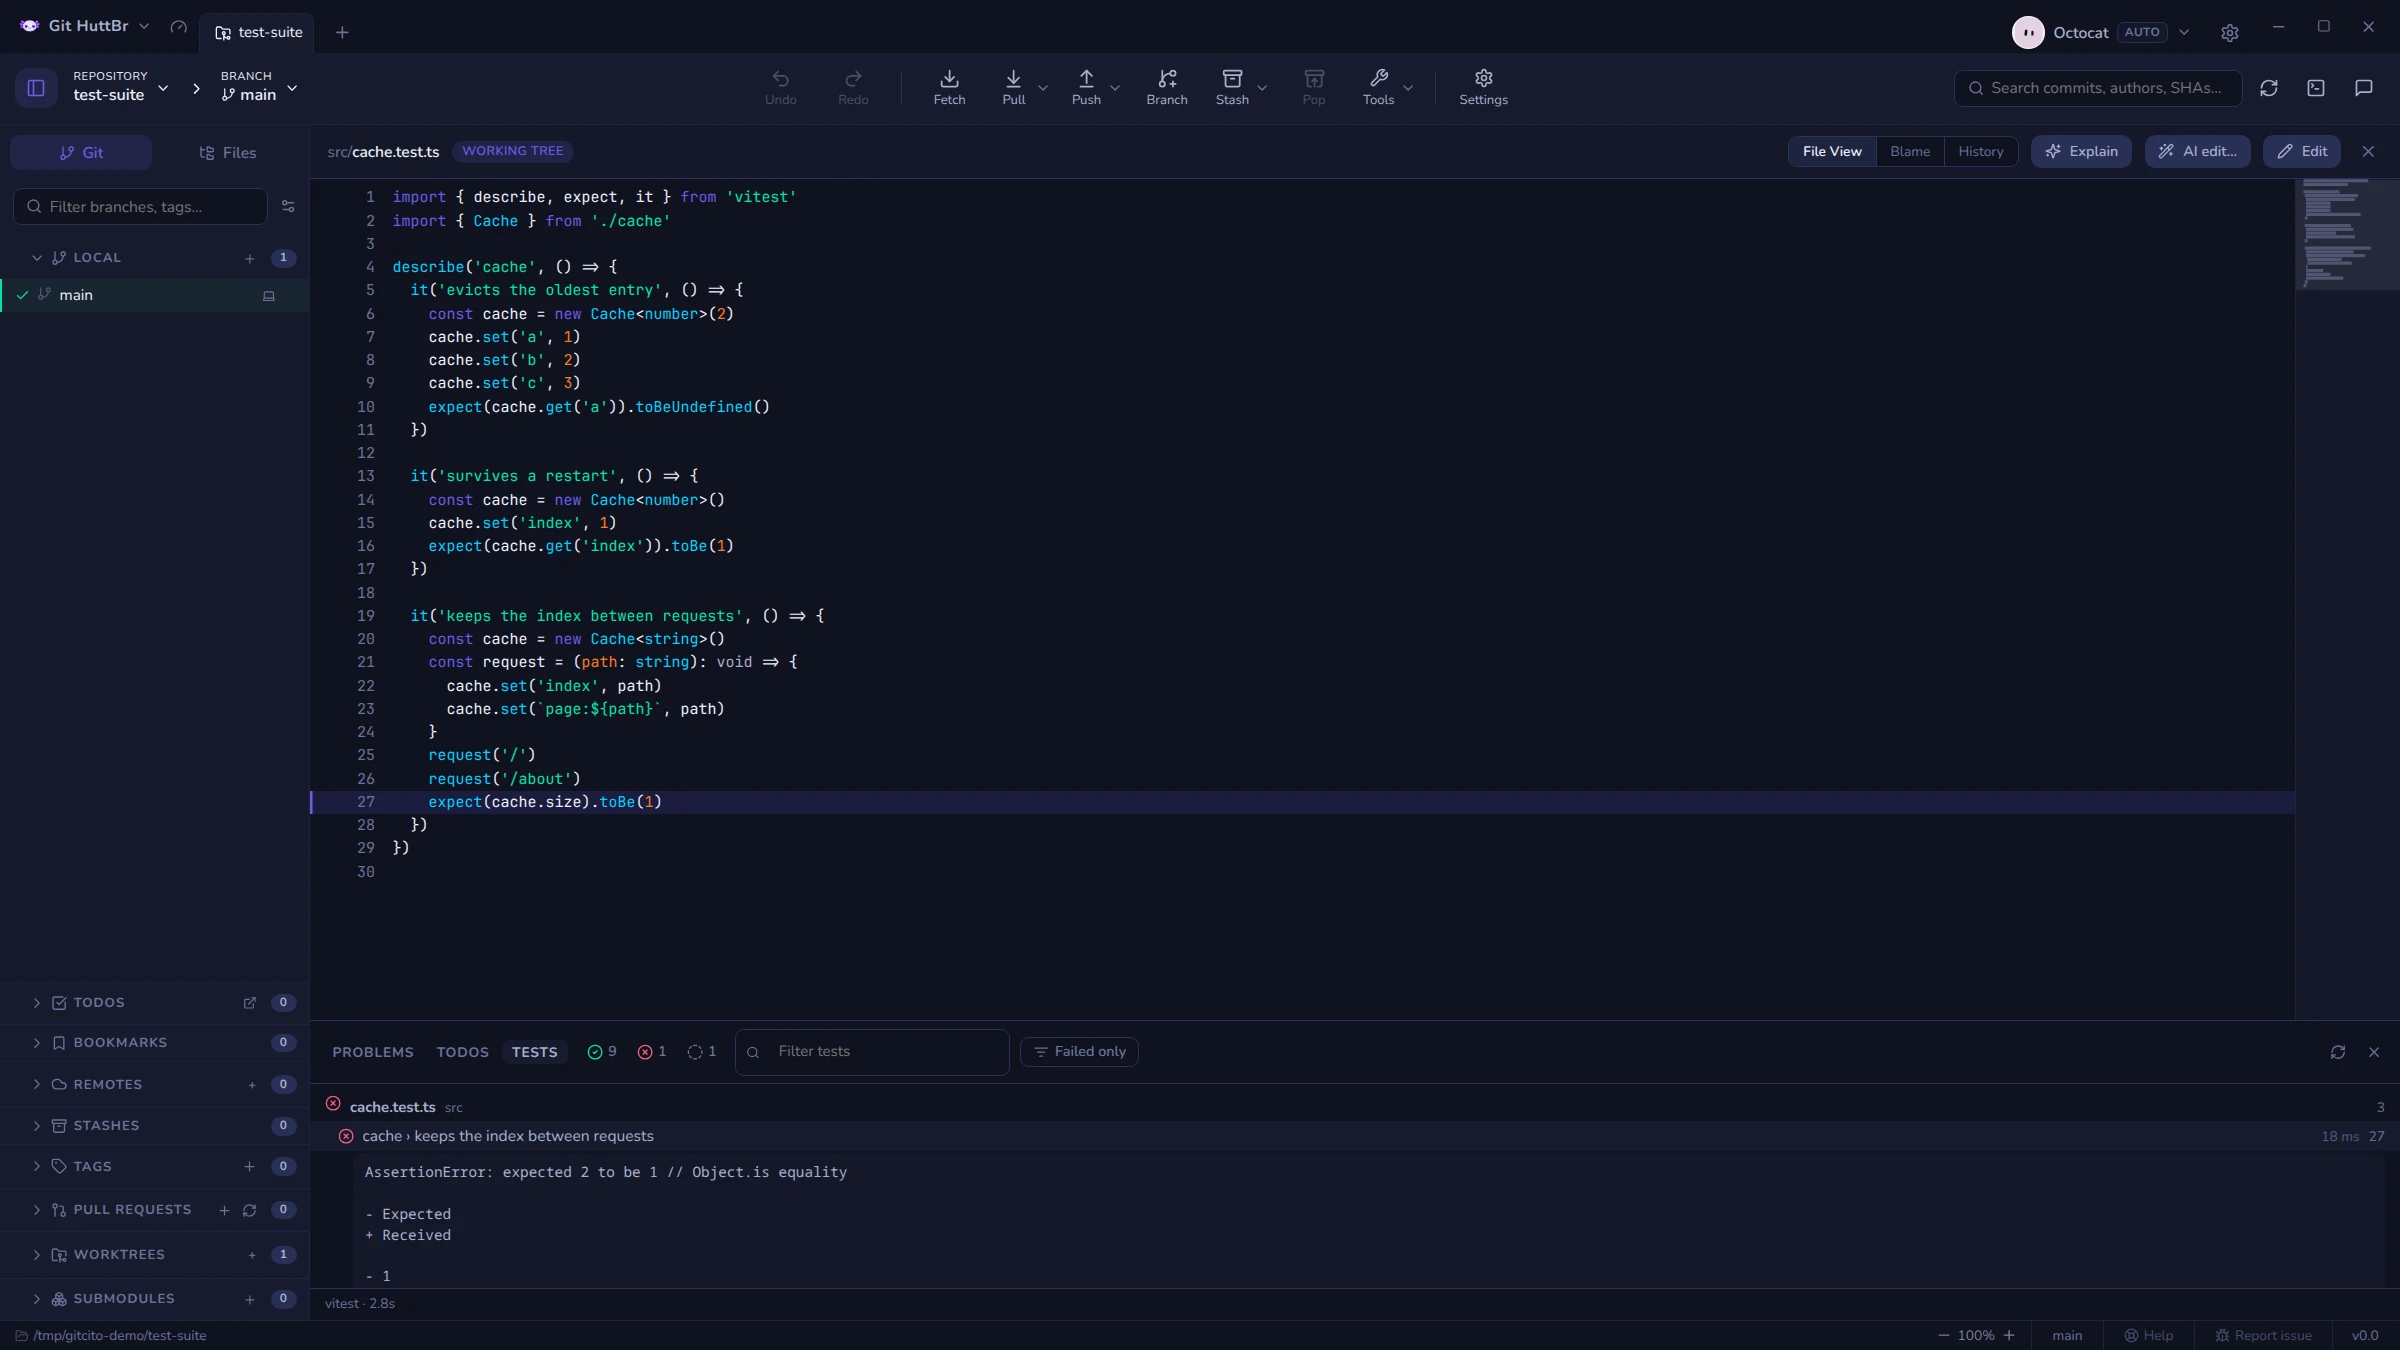 Git HuttBr
test-suite
Octocat AUTO
REPOSITORY
test-suite
BRANCH
main
Undo
Redo
Fetch
Pull
Push
Branch
Stash
Pop
Tools
Settings
Search commits, authors, SHAs...
Git
Files
src/cache.test.ts WORKING TREE
File View
Blame
History
Explain
AI edit...
Edit
Filter branches, tags...
LOCAL 1
main
1 import { describe, expect, it } from 'vitest'
2 import { Cache } from './cache'
3
4 describe('cache', () => {
5 it('evicts the oldest entry', () => {
6 const cache = new Cache<number>(2)
7 cache.set('a', 1)
8 cache.set('b', 2)
9 cache.set('c', 3)
10 expect(cache.get('a')).toBeUndefined()
11 })
12
13 it('survives a restart', () => {
14 const cache = new Cache<number>()
15 cache.set('index', 1)
16 expect(cache.get('index')).toBe(1)
17 })
18
19 it('keeps the index between requests', () => {
20 const cache = new Cache<string>()
21 const request = (path: string): void => {
22 cache.set('index', path)
23 cache.set(`page:${path}`, path)
24 }
25 request('/')
26 request('/about')
27 expect(cache.size).toBe(1)
28 })
29 })
30
TODOS 0
BOOKMARKS 0
REMOTES 0
STASHES 0
TAGS 0
PULL REQUESTS 0
WORKTREES 1
SUBMODULES 0
PROBLEMS TODOS TESTS 9 1 1 Filter tests Failed only
cache.test.ts src 3
cache › keeps the index between requests 18 ms 27
AssertionError: expected 2 to be 1 // Object.is equality
- Expected
+ Received
- 1
vitest · 2.8s
/tmp/gitcito-demo/test-suite
100%
main
Help
Report issue
v0.0